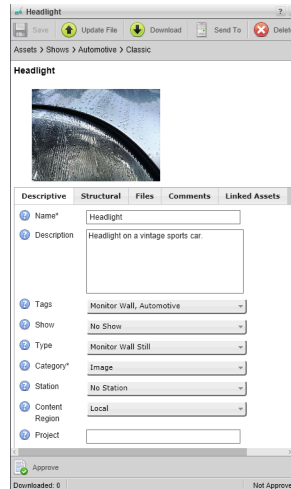 Headlight ?
Save Update File Download Send To Delet
Assets > Shows > Automotive > Classic
Headlight
Descriptive Structural Files Comments Linked Assets
Name* Headlight
Description Headlight on a vintage sports car.
Tags Monitor Wall, Automotive
Show No Show
Type Monitor Wall Still
Category* Image
Station No Station
Content Local
Region
Project
Approve
Downloaded: 0 Not Approve